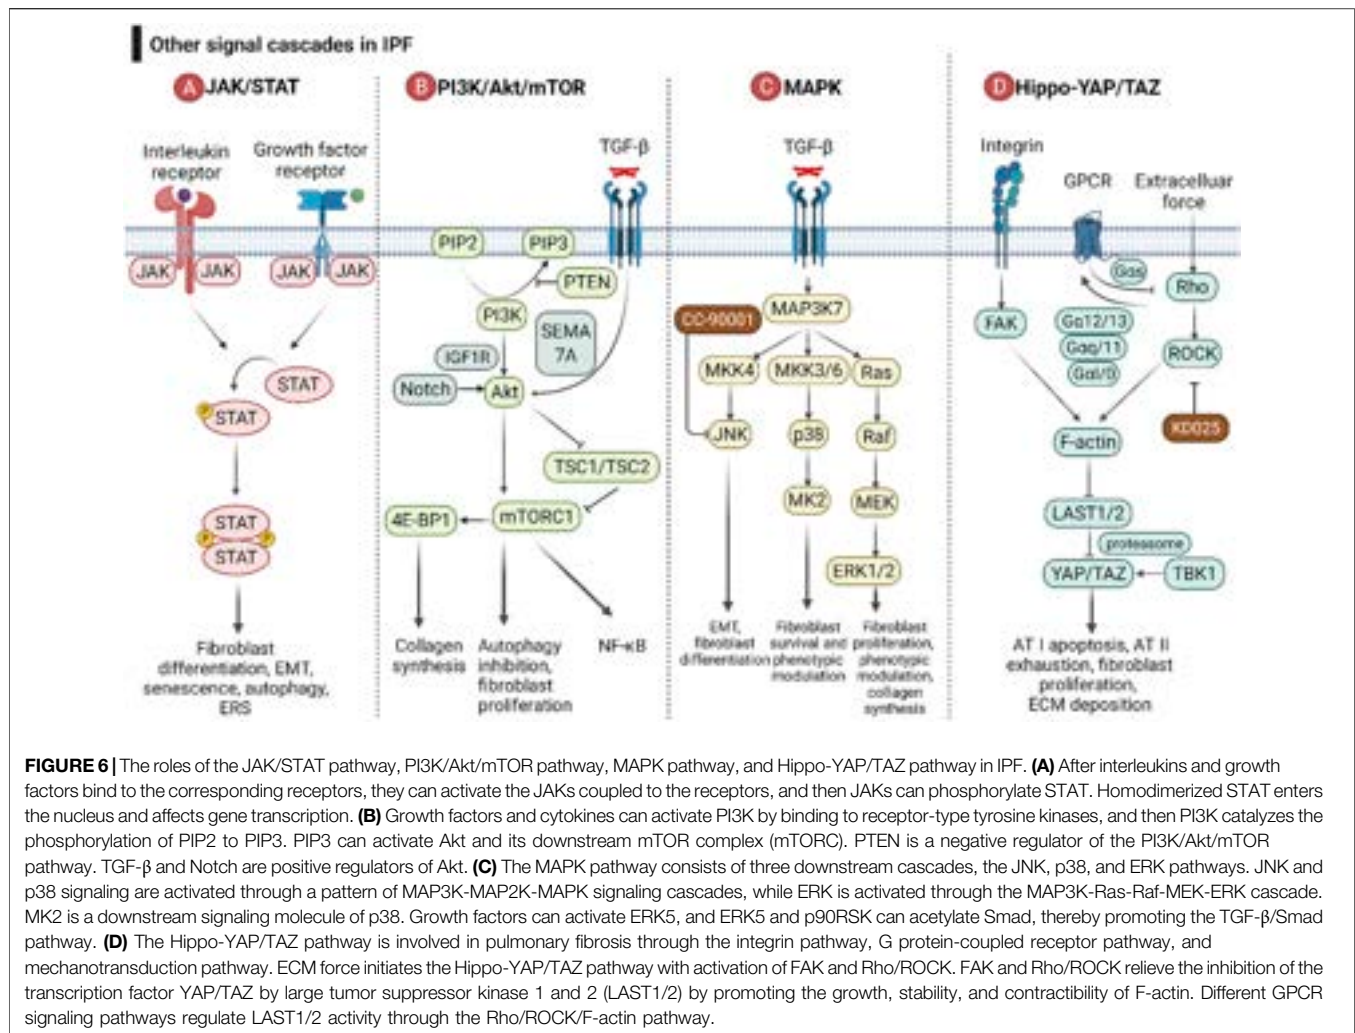 Other signal cascades in IPF
A JAK/STAT
Interleukin
receptor
Growth factor
receptor
JAK
JAK
JAK
JAK
STAT
P
STAT
STAT
P
P
STAT
Fibroblast
differentiation, EMT,
senescence, autophagy,
ERS
B PI3K/Akt/mTOR
TGF-β
PIP2
PIP3
PTEN
PI3K
SEMA
7A
IGF1R
Notch
Akt
TSC1/TSC2
4E-BP1
mTORC1
Collagen
synthesis
Autophagy
inhibition,
fibroblast
proliferation
NF-κB
C MAPK
TGF-β
CC-90001
MAP3K7
MKK4
MKK3/6
Ras
JNK
p38
Raf
MK2
MEK
ERK1/2
EMT,
fibroblast
differentiation
Fibroblast
survival and
phenotypic
modulation
Fibroblast
proliferation,
phenotypic
modulation,
collagen
synthesis
D Hippo-YAP/TAZ
Integrin
GPCR
Extracelluar
force
Gαs
Rho
FAK
Gα12/13
Gαq/11
ROCK
KD025
F-actin
LAST1/2
proteasome
YAP/TAZ
TBK1
AT I apoptosis, AT II
exhaustion, fibroblast
proliferation,
ECM deposition
FIGURE 6 | The roles of the JAK/STAT pathway, PI3K/Akt/mTOR pathway, MAPK pathway, and Hippo-YAP/TAZ pathway in IPF. (A) After interleukins and growth
factors bind to the corresponding receptors, they can activate the JAKs coupled to the receptors, and then JAKs can phosphorylate STAT. Homodimerized STAT enters
the nucleus and affects gene transcription. (B) Growth factors and cytokines can activate PI3K by binding to receptor-type tyrosine kinases, and then PI3K catalyzes the
phosphorylation of PIP2 to PIP3. PIP3 can activate Akt and its downstream mTOR complex (mTORC). PTEN is a negative regulator of the PI3K/Akt/mTOR
pathway. TGF-β and Notch are positive regulators of Akt. (C) The MAPK pathway consists of three downstream cascades, the JNK, p38, and ERK pathways. JNK and
p38 signaling are activated through a pattern of MAP3K-MAP2K-MAPK signaling cascades, while ERK is activated through the MAP3K-Ras-Raf-MEK-ERK cascade.
MK2 is a downstream signaling molecule of p38. Growth factors can activate ERK5, and ERK5 and p90RSK can acetylate Smad, thereby promoting the TGF-β/Smad
pathway. (D) The Hippo-YAP/TAZ pathway is involved in pulmonary fibrosis through the integrin pathway, G protein-coupled receptor pathway, and
mechanotransduction pathway. ECM force initiates the Hippo-YAP/TAZ pathway with activation of FAK and Rho/ROCK. FAK and Rho/ROCK relieve the inhibition of the
transcription factor YAP/TAZ by large tumor suppressor kinase 1 and 2 (LAST1/2) by promoting the growth, stability, and contractibility of F-actin. Different GPCR
signaling pathways regulate LAST1/2 activity through the Rho/ROCK/F-actin pathway.